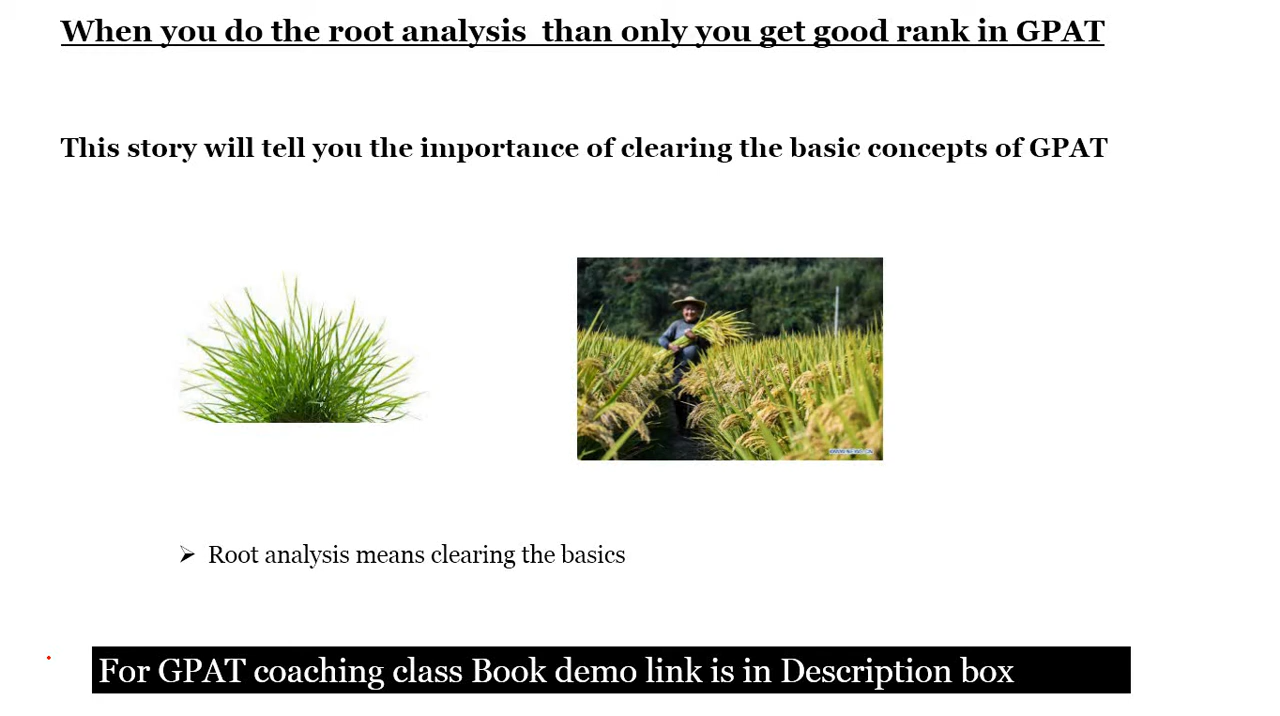 When you do the root analysis  than only you get good rank in GPAT
This story will tell you the importance of clearing the basic concepts of GPAT
➢ Root analysis means clearing the basics
For GPAT coaching class Book demo link is in Description box